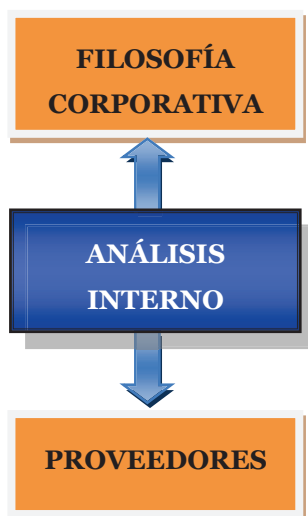 FILOSOFÍA
CORPORATIVA
ANÁLISIS
INTERNO
PROVEEDORES